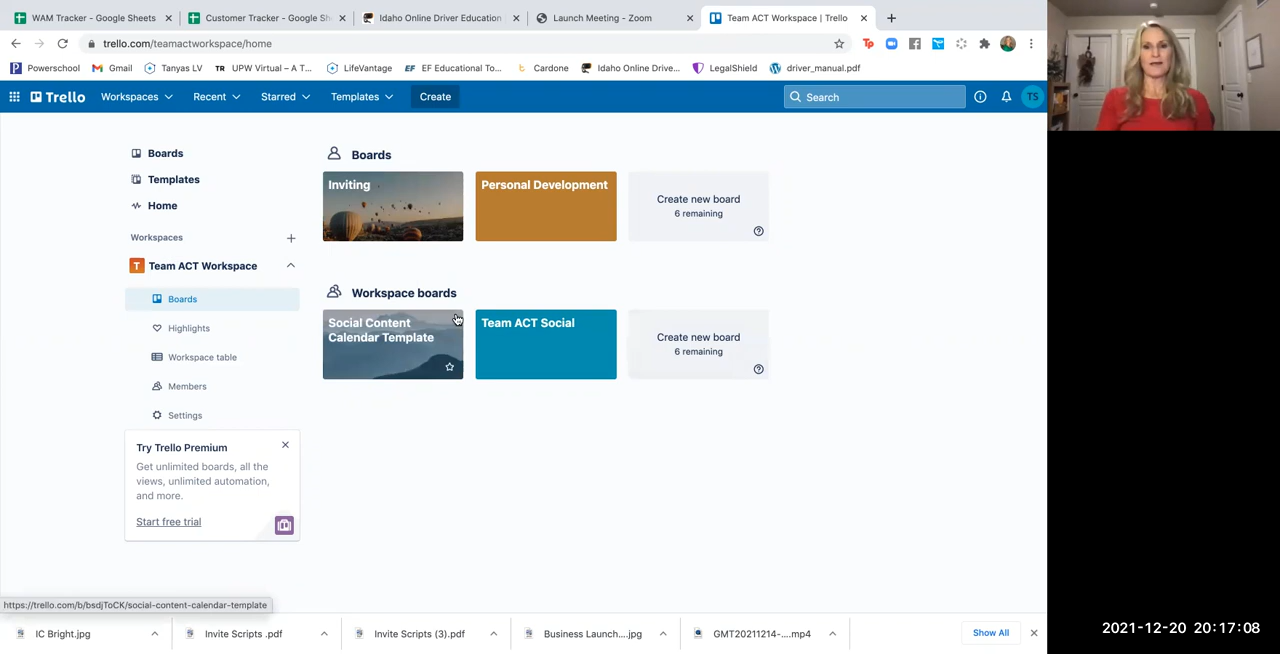 WAM Tracker - Google Sheets
Customer Tracker - Google She
Idaho Online Driver Education
Launch Meeting - Zoom
Team ACT Workspace | Trello
trello.com/teamactworkspace/home
Powerschool
Gmail
Tanyas LV
TR UPW Virtual – A T...
LifeVantage
EF EF Educational To...
Cardone
Idaho Online Drive...
LegalShield
driver_manual.pdf
Trello
Workspaces
Recent
Starred
Templates
Create
Search
TS
Boards
Templates
Home
Workspaces
T Team ACT Workspace
Boards
Highlights
Workspace table
Members
Settings
Try Trello Premium
Get unlimited boards, all the
views, unlimited automation,
and more.
Start free trial
Boards
Inviting
Personal Development
Create new board
6 remaining
Workspace boards
Social Content
Calendar Template
Team ACT Social
Create new board
6 remaining
https://trello.com/b/bsdjToCK/social-content-calendar-template
IC Bright.jpg
Invite Scripts .pdf
Invite Scripts (3).pdf
Business Launch....jpg
GMT20211214-....mp4
Show All
2021-12-20 20:17:08